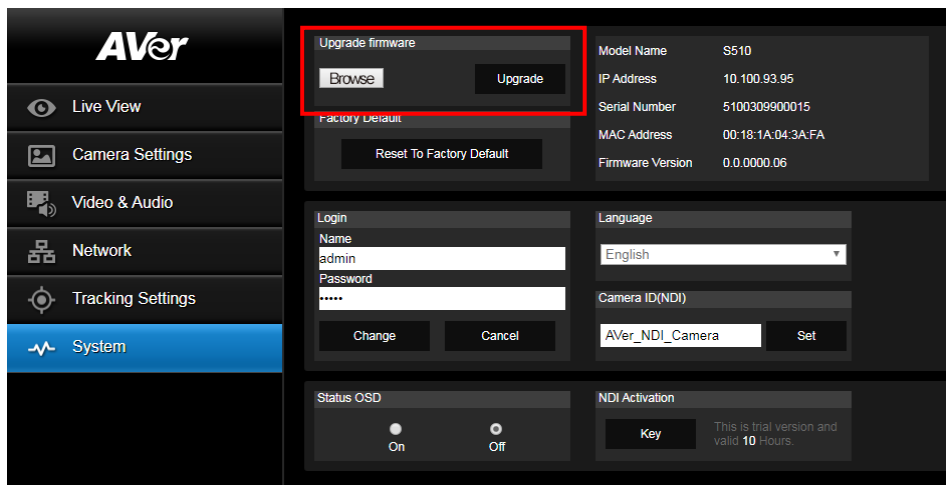 AVer
Live View
Camera Settings
Video & Audio
Network
Tracking Settings
System
Upgrade firmware
Browse
Upgrade
Factory Default
Reset To Factory Default
Model Name S510
IP Address 10.100.93.95
Serial Number 5100309900015
MAC Address 00:18:1A:04:3A:FA
Firmware Version 0.0.0000.06
Login
Name
admin
Password
•••••
Change
Cancel
Language
English
Camera ID(NDI)
AVer_NDI_Camera
Set
Status OSD
On
Off
NDI Activation
Key
This is trial version and
valid 10 Hours.